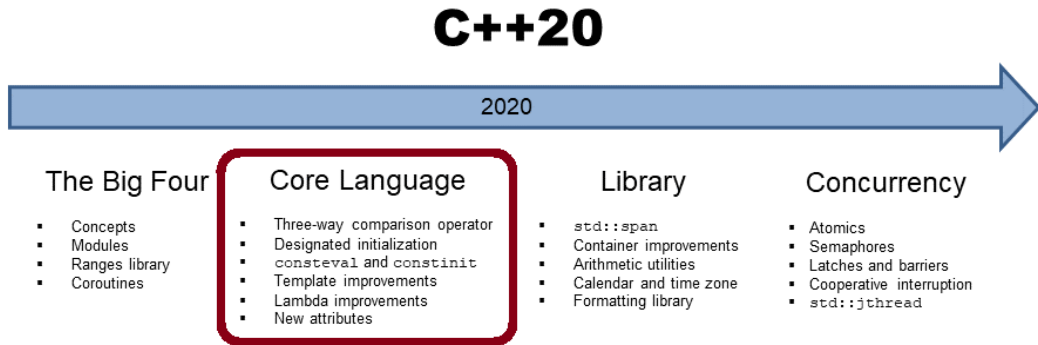 C++20
2020
The Big Four
▪ Concepts
▪ Modules
▪ Ranges library
▪ Coroutines
Core Language
▪ Three-way comparison operator
▪ Designated initialization
▪ consteval and constinit
▪ Template improvements
▪ Lambda improvements
▪ New attributes
Library
▪ std::span
▪ Container improvements
▪ Arithmetic utilities
▪ Calendar and time zone
▪ Formatting library
Concurrency
▪ Atomics
▪ Semaphores
▪ Latches and barriers
▪ Cooperative interruption
▪ std::jthread